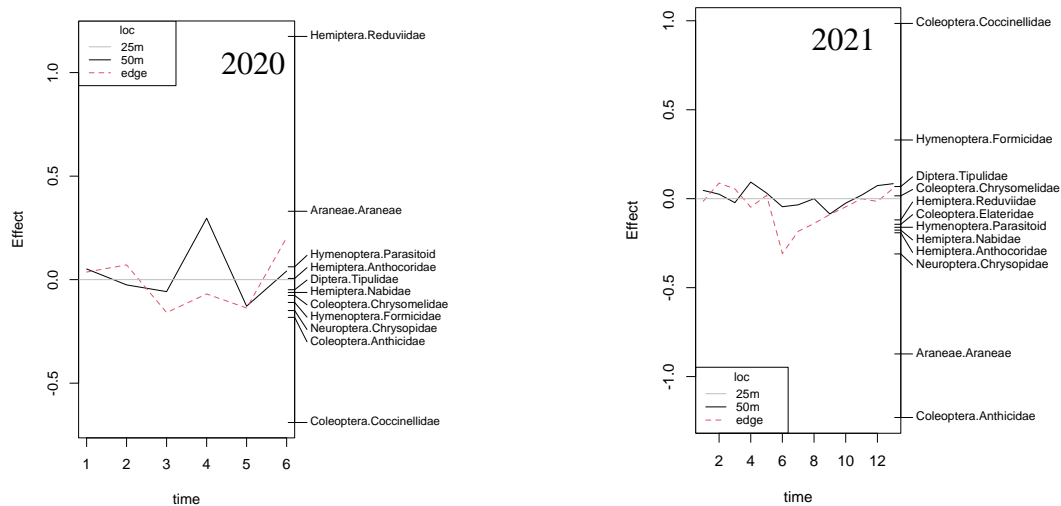 2020
loc
25m
50m
edge
Effect
1.0
0.5
0.0
-0.5
1
2
3
4
5
6
time
Hemiptera.Reduviidae
Araneae.Araneae
Hymenoptera.Parasitoid
Hemiptera.Anthocoridae
Diptera.Tipulidae
Hemiptera.Nabidae
Coleoptera.Chrysomelidae
Hymenoptera.Formicidae
Neuroptera.Chrysopidae
Coleoptera.Anthicidae
Coleoptera.Coccinellidae
2021
Effect
1.0
0.5
0.0
-0.5
-1.0
loc
25m
50m
edge
2
4
6
8
10
12
time
Coleoptera.Coccinellidae
Hymenoptera.Formicidae
Diptera.Tipulidae
Coleoptera.Chrysomelidae
Hemiptera.Reduviidae
Coleoptera.Elateridae
Hymenoptera.Parasitoid
Hemiptera.Nabidae
Hemiptera.Anthocoridae
Neuroptera.Chrysopidae
Araneae.Araneae
Coleoptera.Anthicidae